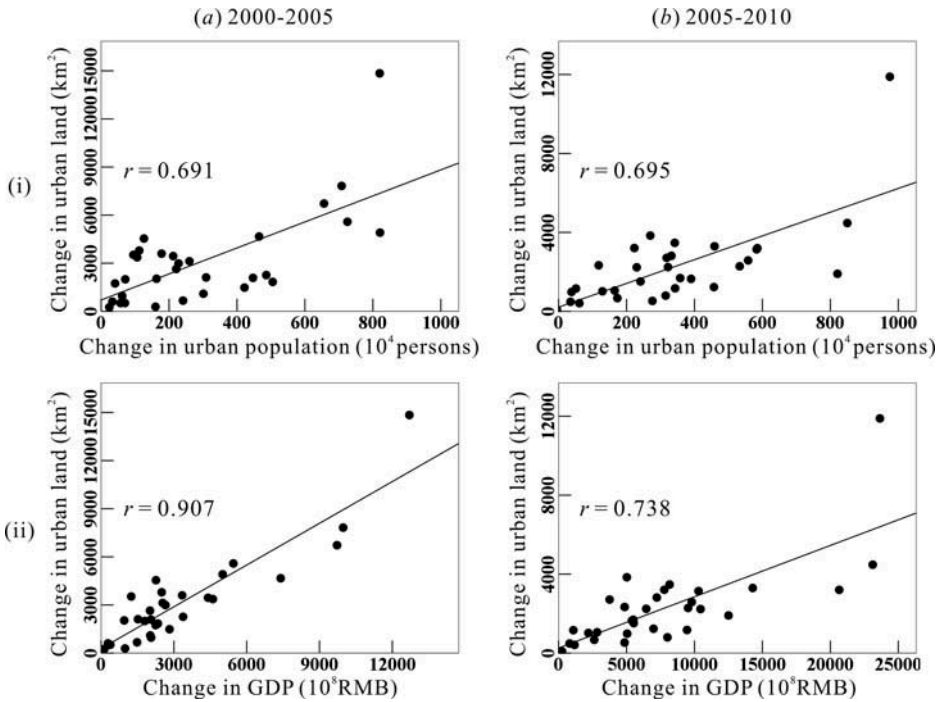 (a) 2000-2005
(b) 2005-2010
(i)
Change in urban land (km²)
0 3000 6000 9000 12000 15000
r = 0.691
0 200 400 600 800 1000
Change in urban population (10⁴ persons)
Change in urban land (km²)
0 4000 8000 12000
r = 0.695
0 200 400 600 800 1000
Change in urban population (10⁴ persons)
(ii)
Change in urban land (km²)
0 3000 6000 9000 12000 15000
r = 0.907
0 3000 6000 9000 12000
Change in GDP (10⁸RMB)
Change in urban land (km²)
0 4000 8000 12000
r = 0.738
0 5000 10000 15000 20000 25000
Change in GDP (10⁸RMB)